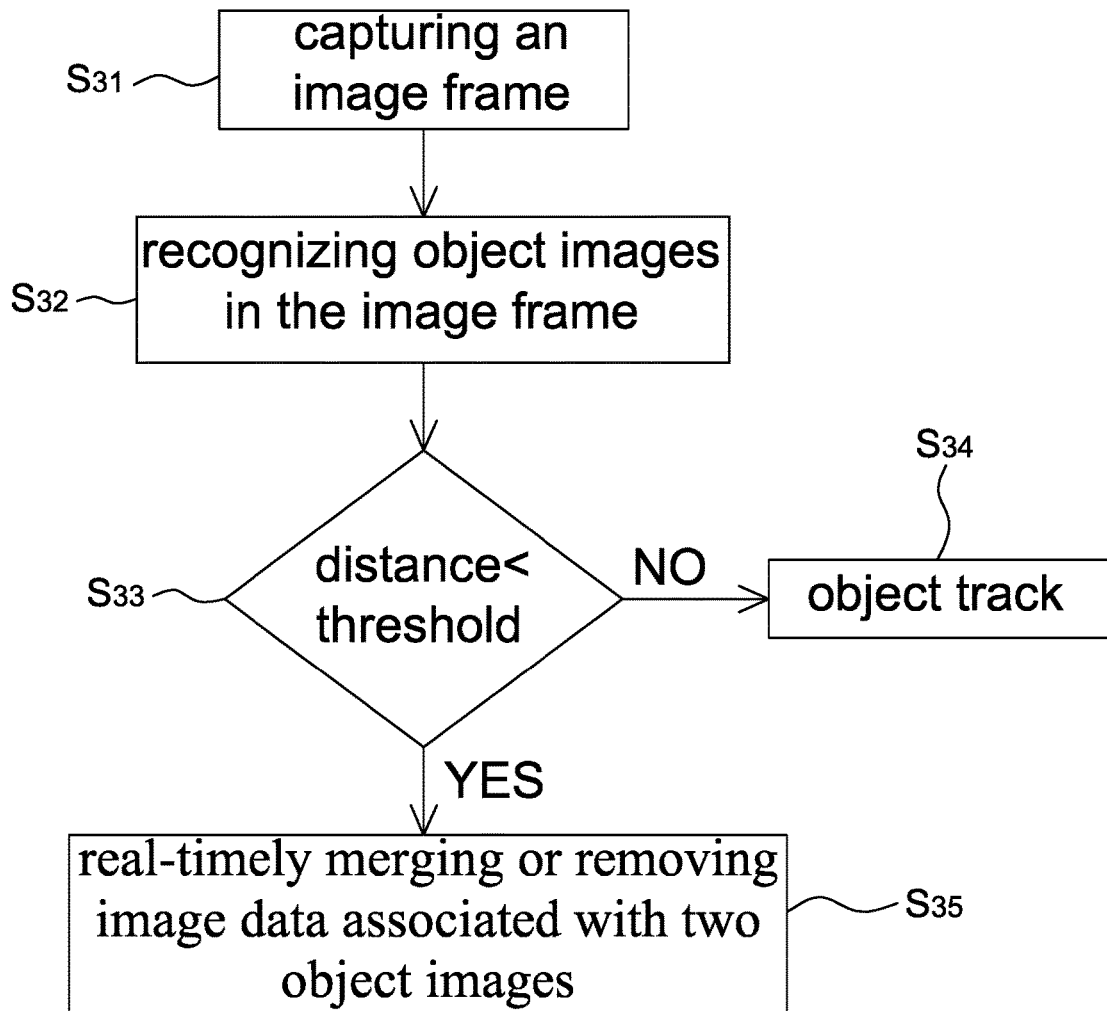 capturing an
image frame
S31
recognizing object images
in the image frame
S32
S34
distance<
threshold
S33
NO
object track
YES
real-timely merging or removing
image data associated with two
object images
S35